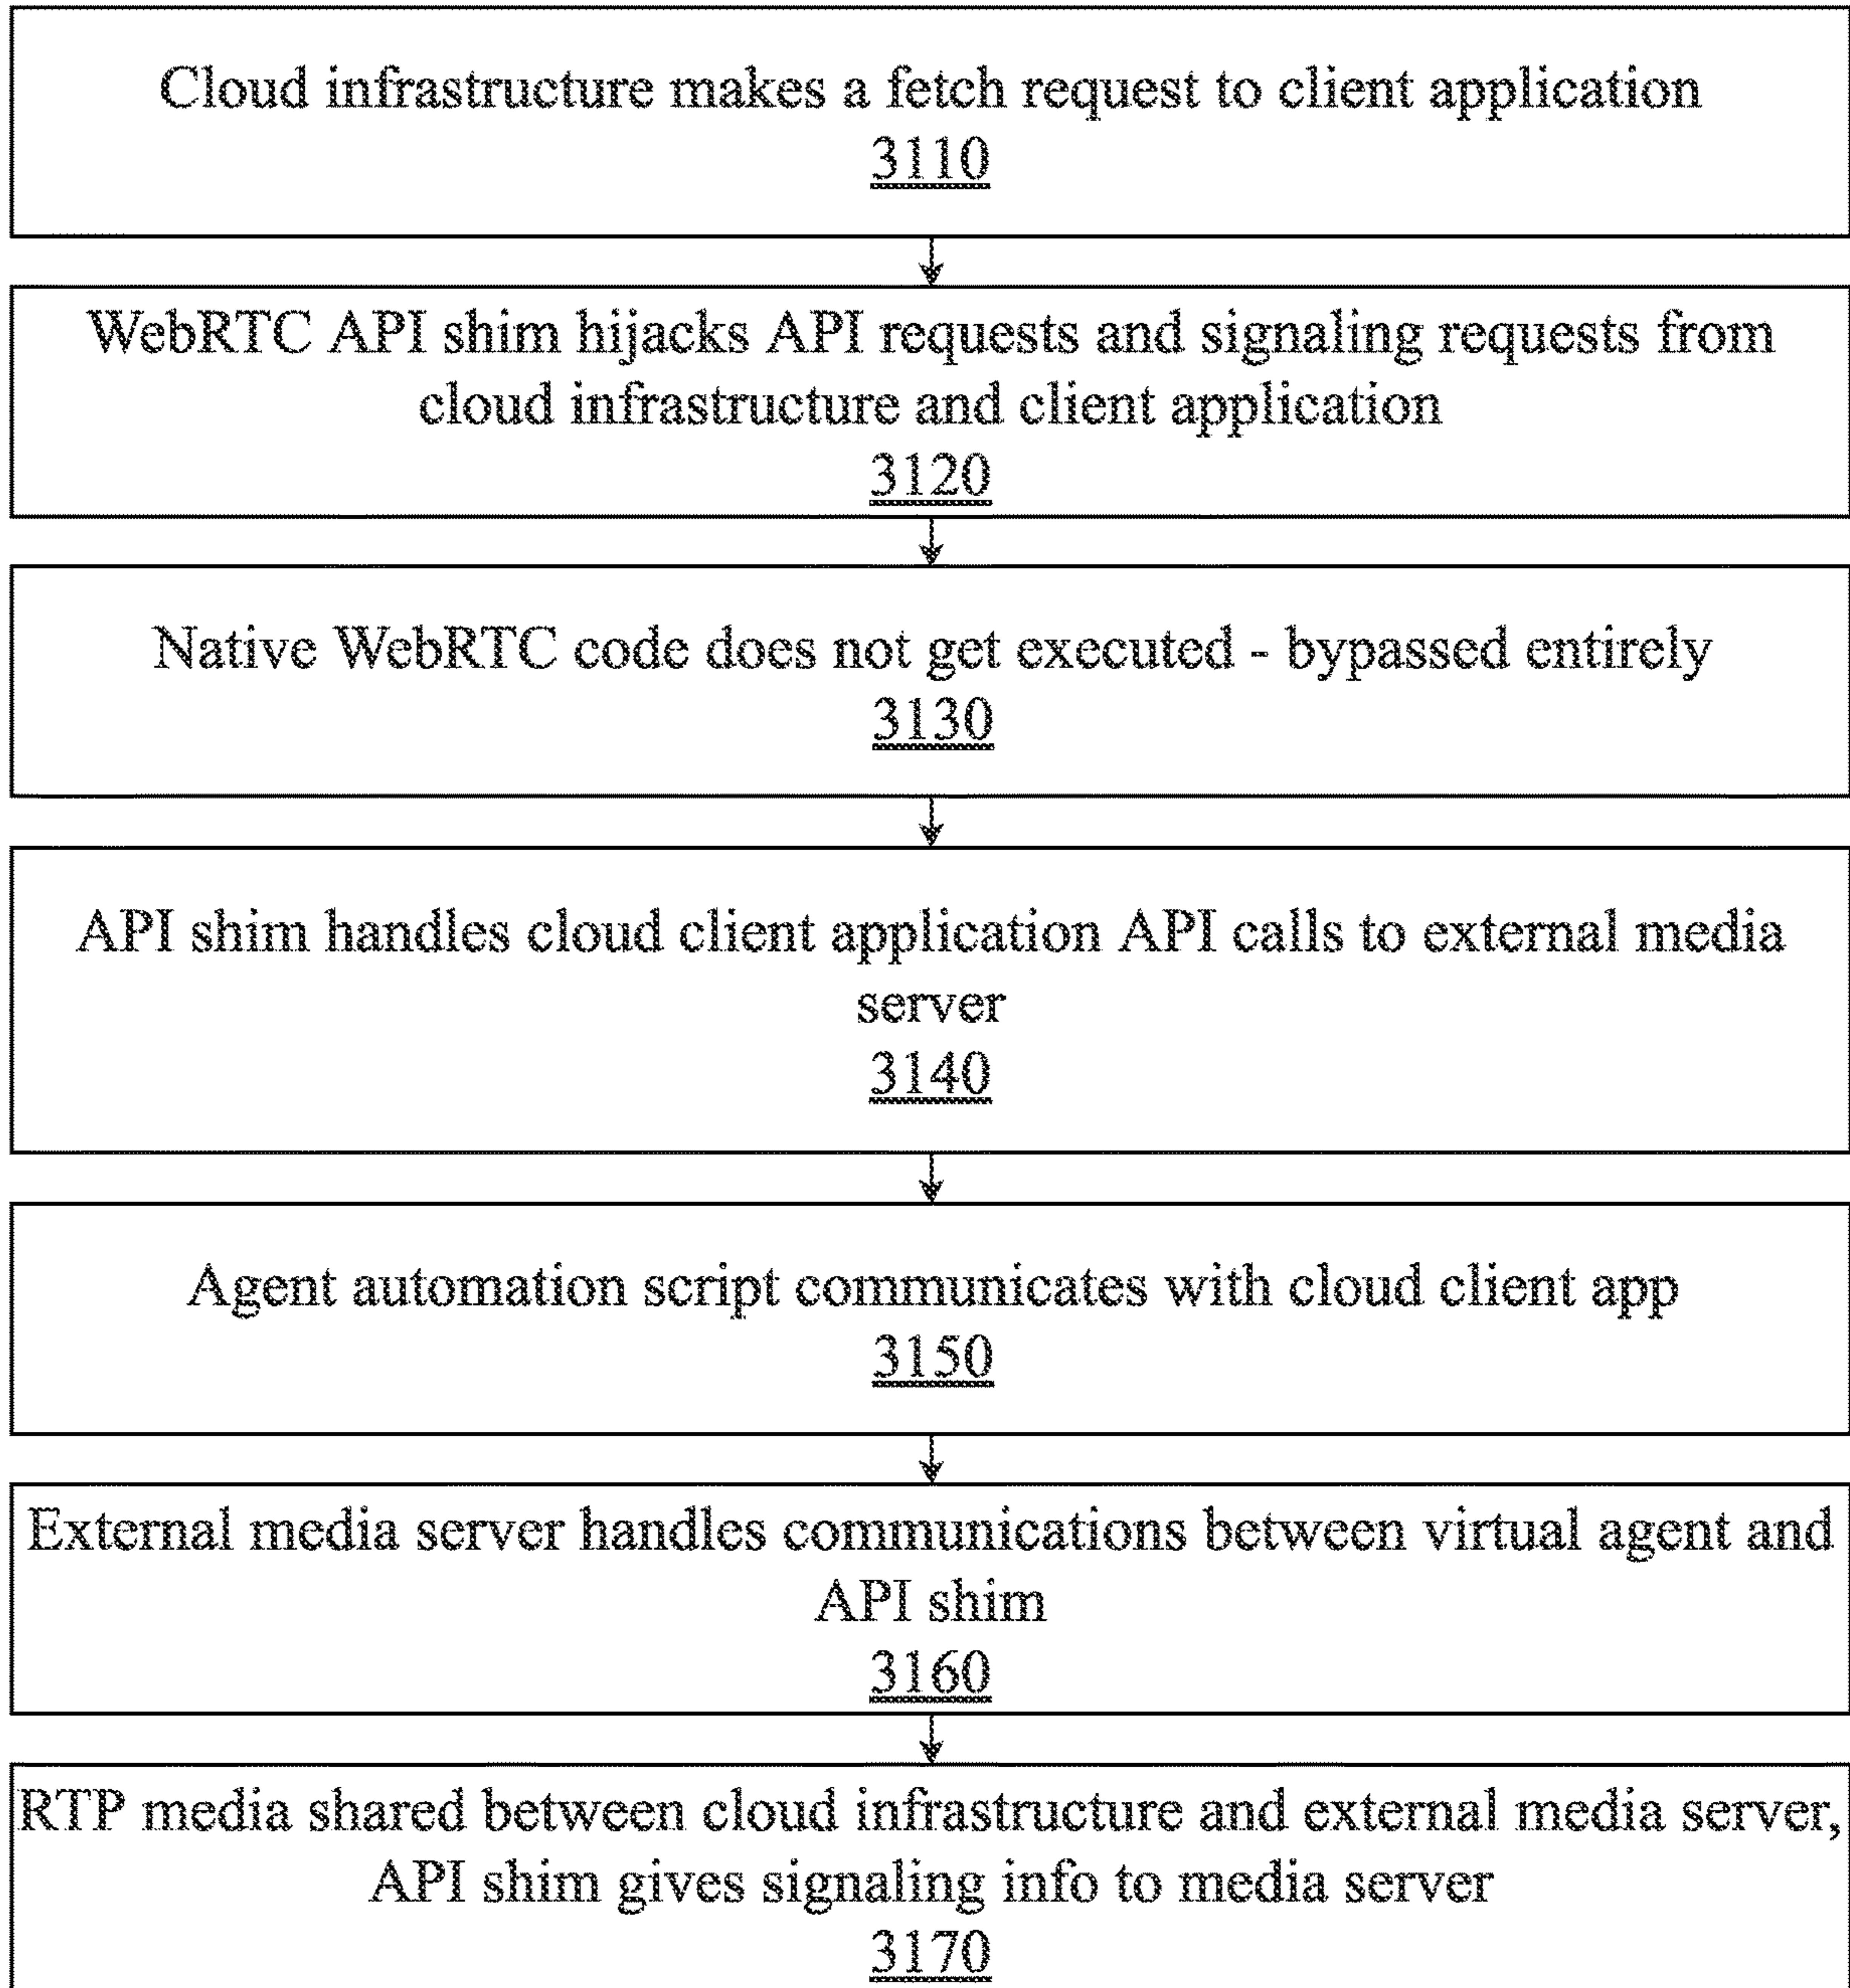 Cloud infrastructure makes a fetch request to client application
3110
WebRTC API shim hijacks API requests and signaling requests from
cloud infrastructure and client application
3120
Native WebRTC code does not get executed - bypassed entirely
3130
API shim handles cloud client application API calls to external media
server
3140
Agent automation script communicates with cloud client app
3150
External media server handles communications between virtual agent and
API shim
3160
RTP media shared between cloud infrastructure and external media server,
API shim gives signaling info to media server
3170